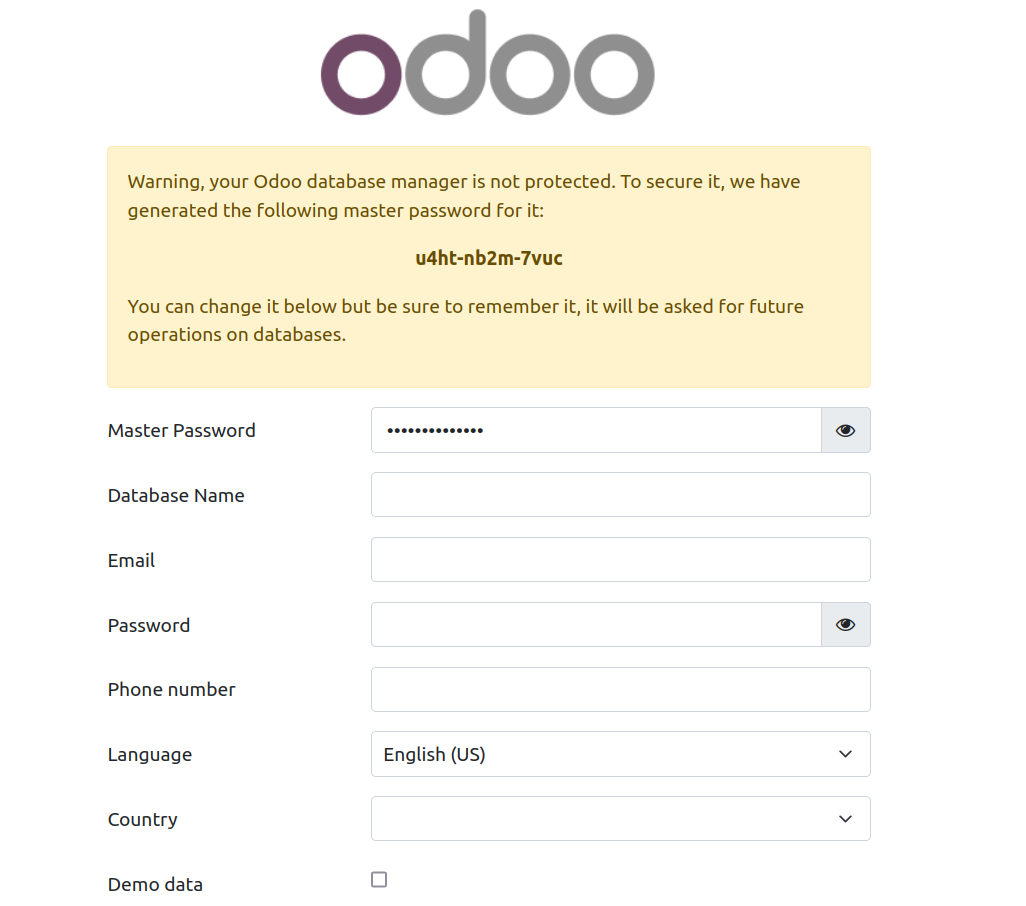 odoo
Warning, your Odoo database manager is not protected. To secure it, we have
generated the following master password for it:
u4ht-nb2m-7vuc
You can change it below but be sure to remember it, it will be asked for future
operations on databases.
Master Password ••••••••••••••
Database Name
Email
Password
Phone number
Language English (US)
Country
Demo data